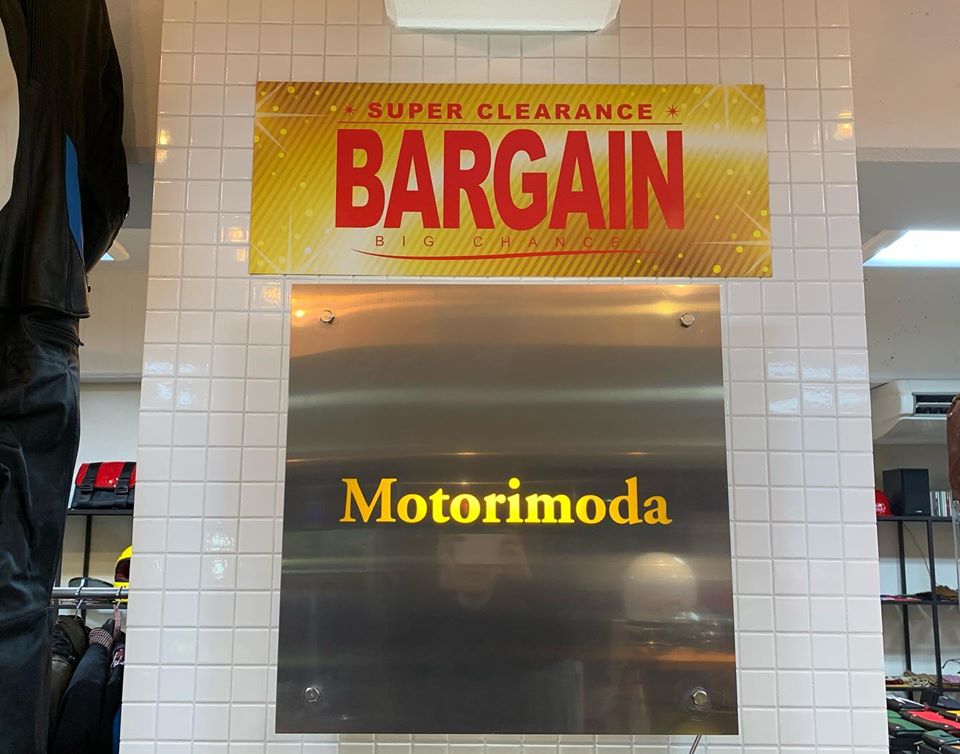 SUPER CLEARANCE
BARGAIN
BIG CHANCE!
Motorimoda